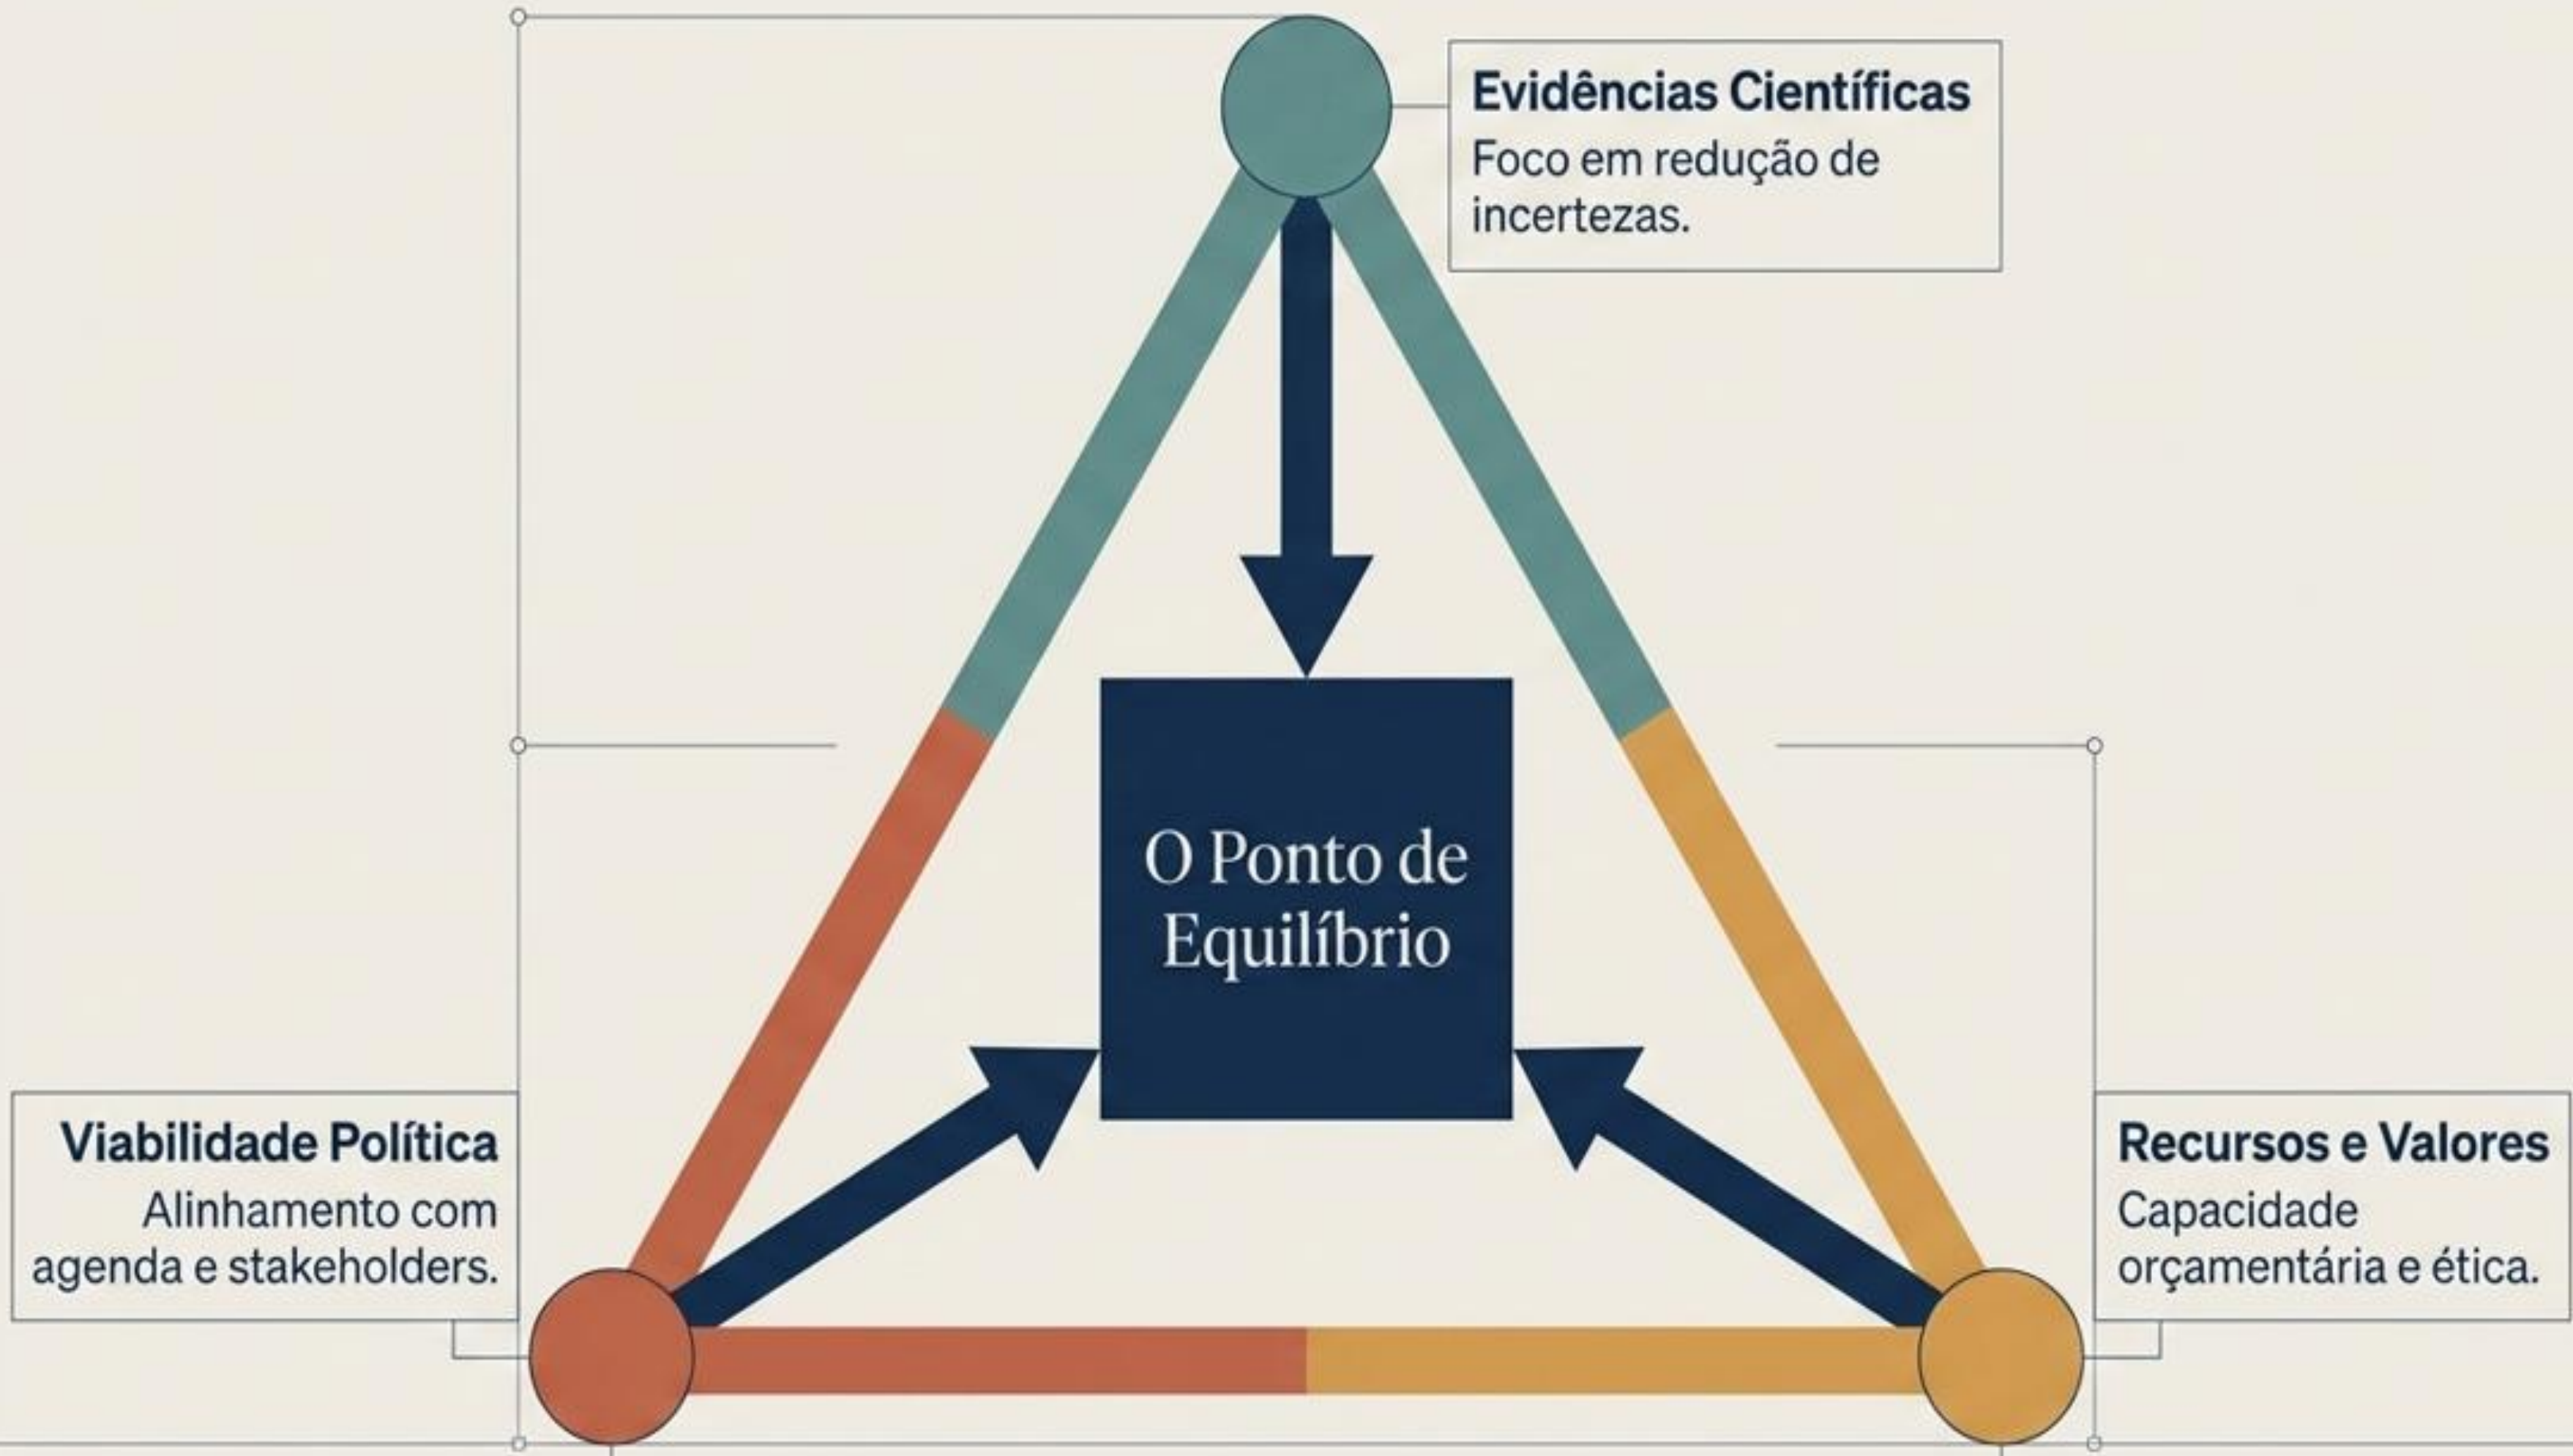 Evidências Científicas
Foco em redução de
incertezas.
O Ponto de
Equilíbrio
Viabilidade Política
Alinhamento com
agenda e stakeholders.
Recursos e Valores
Capacidade
orçamentária e ética.